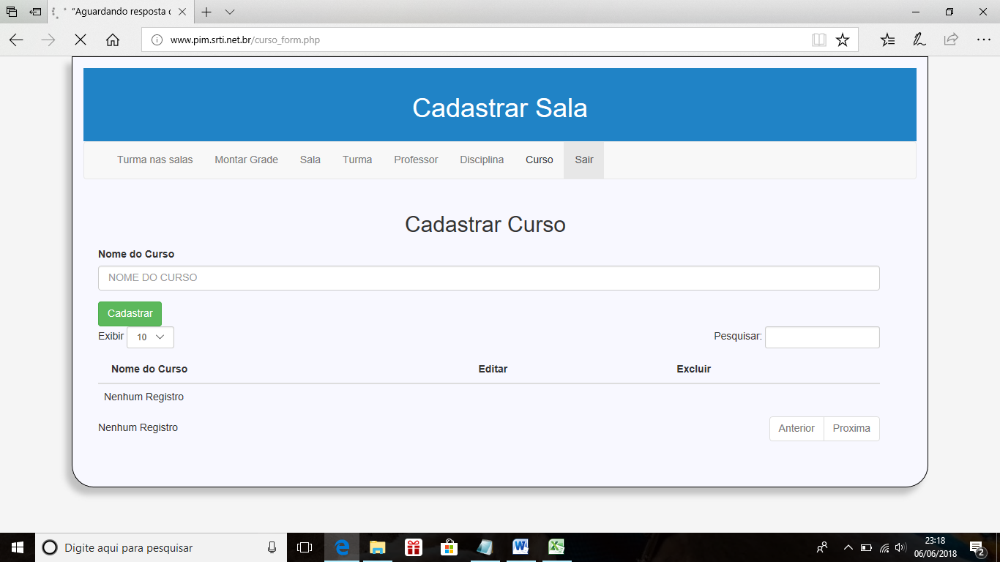 “Aguardando resposta d
www.pim.srti.net.br/curso_form.php
Cadastrar Sala
Turma nas salas Montar Grade Sala Turma Professor Disciplina Curso Sair
Cadastrar Curso
Nome do Curso
NOME DO CURSO
Cadastrar
Exibir 10 Pesquisar:
Nome do Curso Editar Excluir
Nenhum Registro
Nenhum Registro Anterior Proxima
Digite aqui para pesquisar
23:18
06/06/2018
2